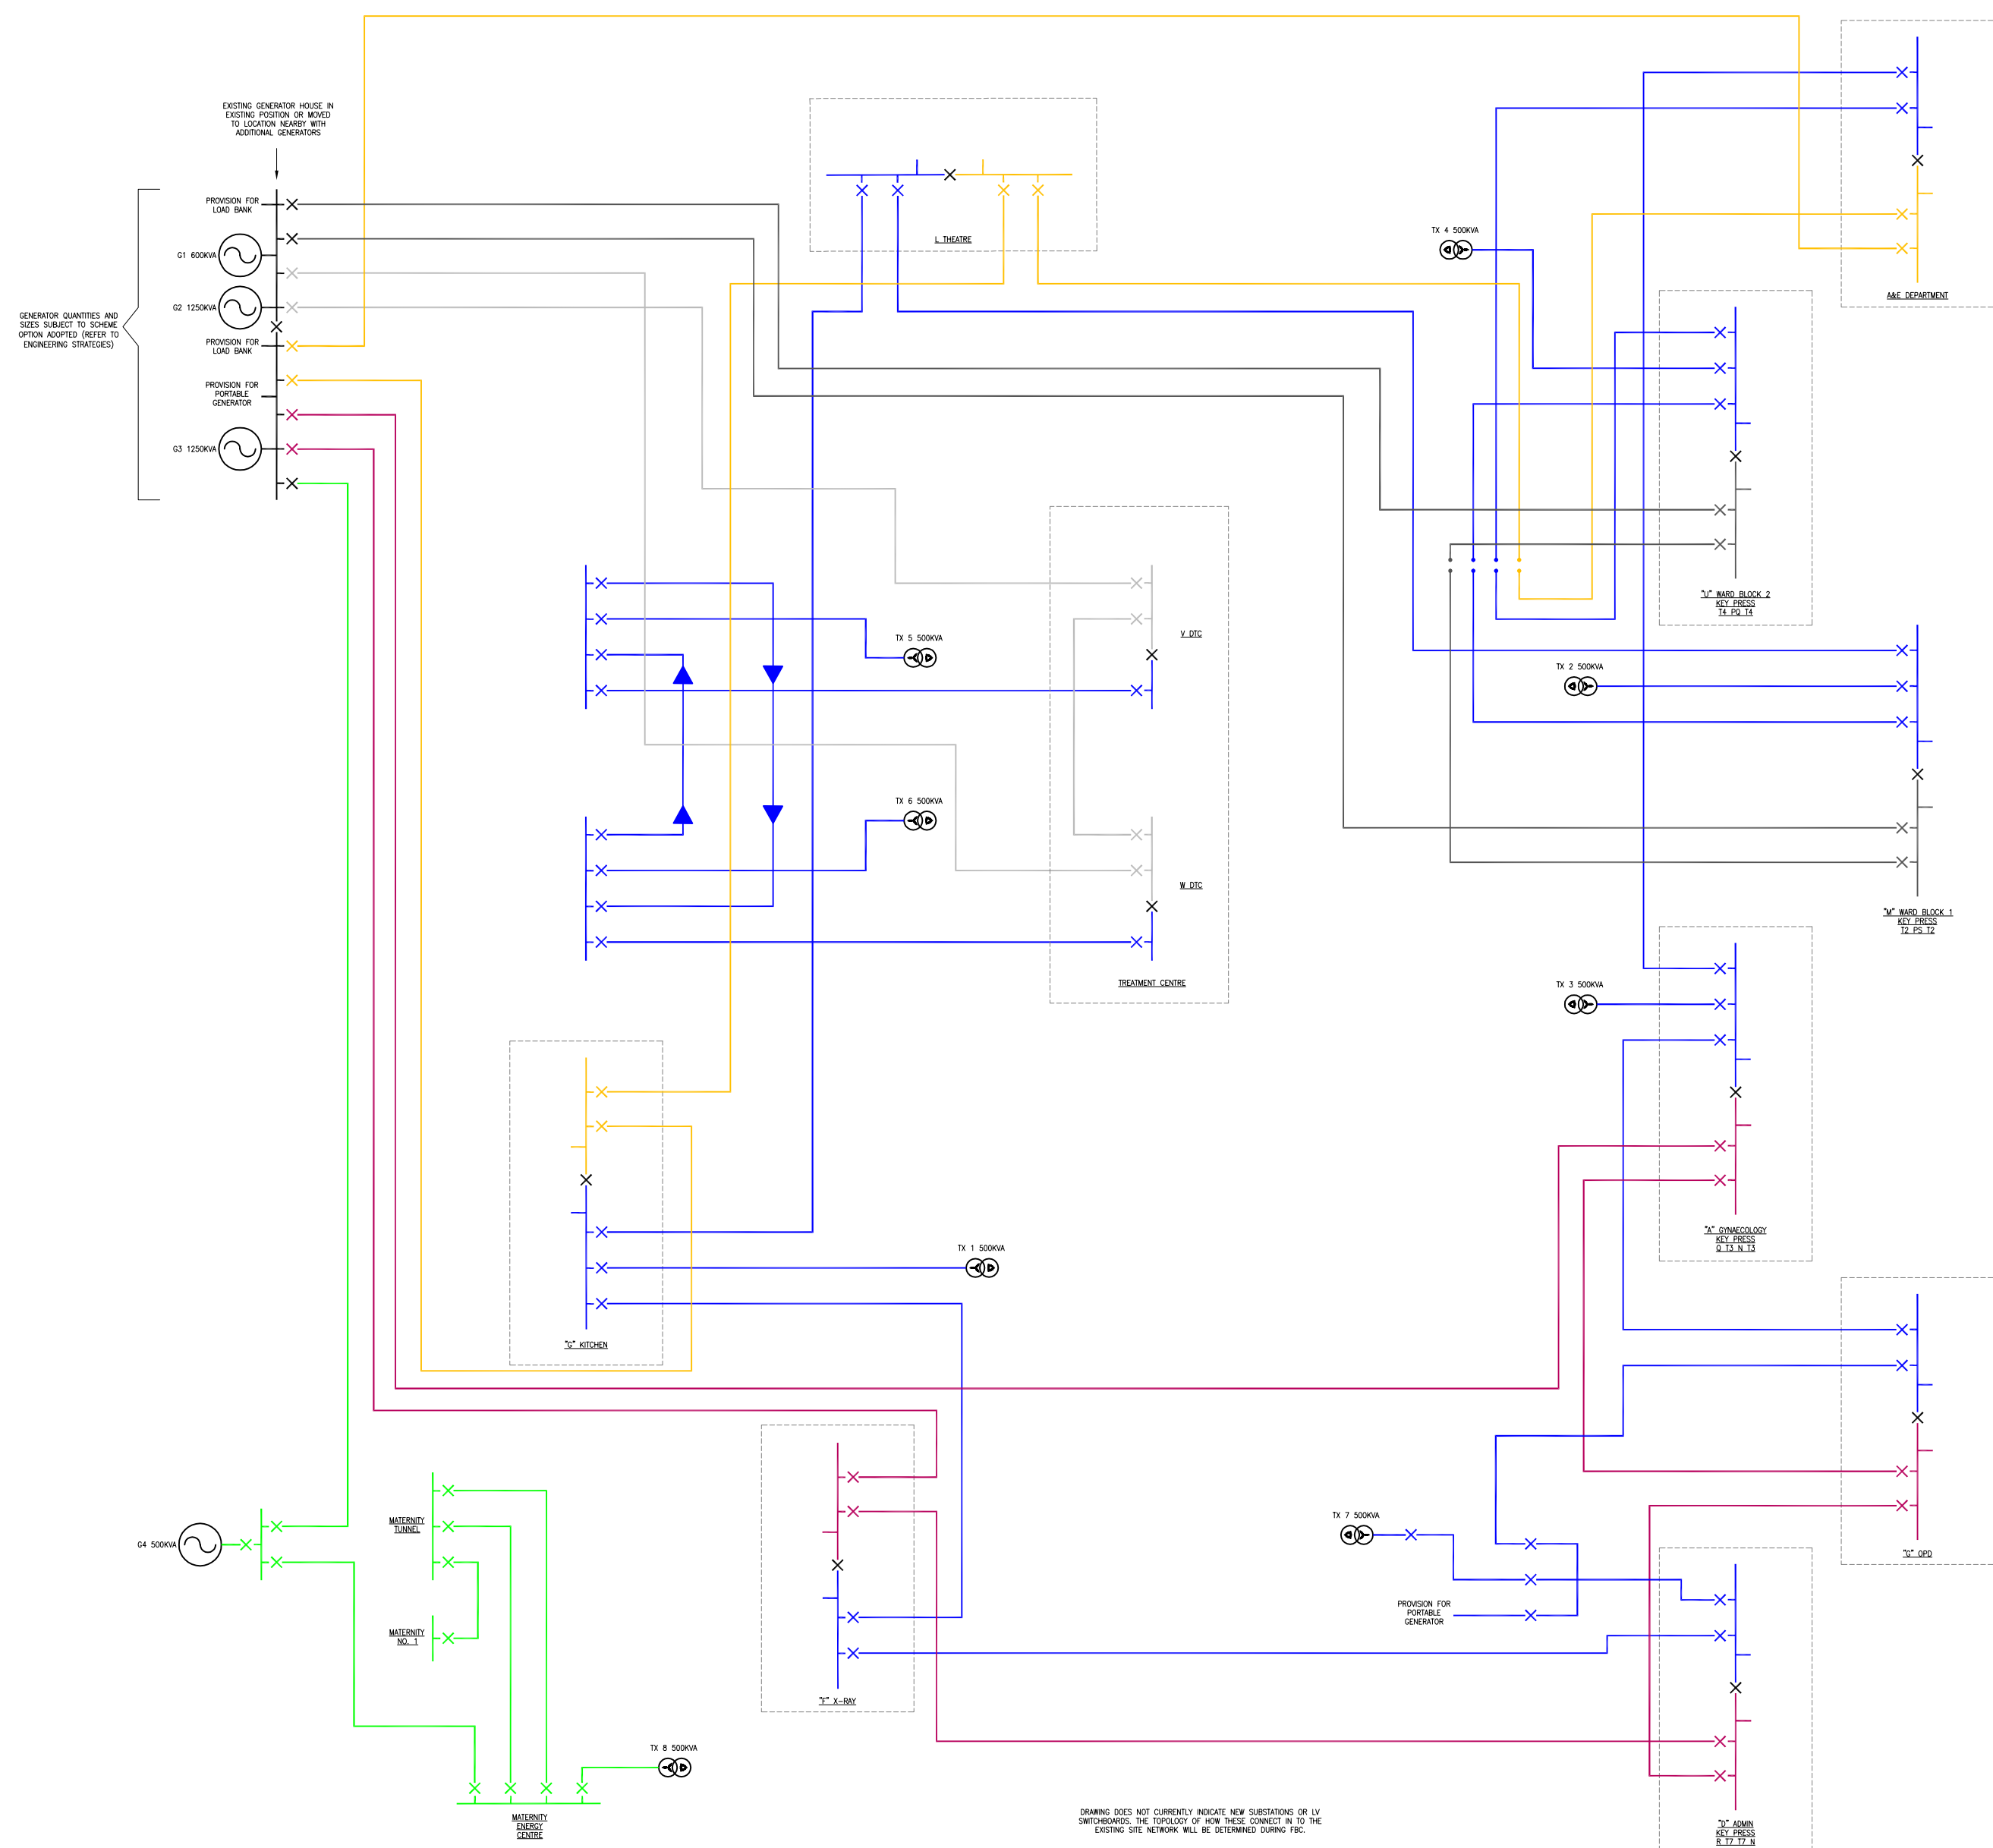 EXISTING GENERATOR HOUSE IN
EXISTING POSITION OR MOVED
TO LOCATION NEARBY WITH
ADDITIONAL GENERATORS
PROVISION FOR
LOAD BANK
G1 600KVA
G2 1250KVA
GENERATOR QUANTITIES AND
SIZES SUBJECT TO SCHEME
OPTION ADOPTED (REFER TO
ENGINEERING STRATEGIES)
PROVISION FOR
LOAD BANK
PROVISION FOR
PORTABLE
GENERATOR
G3 1250KVA
L THEATRE
TX 4 500KVA
A&E DEPARTMENT
"U" WARD BLOCK 2
KEY PRESS
T4 PQ T4
TX 5 500KVA
V DTC
TX 2 500KVA
TX 6 500KVA
W DTC
TREATMENT CENTRE
"M" WARD BLOCK 1
KEY PRESS
T2 PS T2
TX 3 500KVA
"A" GYNAECOLOGY
KEY PRESS
Q T3 N T3
TX 1 500KVA
"G" KITCHEN
G4 500KVA
MATERNITY
TUNNEL
MATERNITY
NO. 1
TX 7 500KVA
"G" OPD
PROVISION FOR
PORTABLE
GENERATOR
"F" X-RAY
TX 8 500KVA
MATERNITY
ENERGY
CENTRE
DRAWING DOES NOT CURRENTLY INDICATE NEW SUBSTATIONS OR LV
SWITCHBOARDS. THE TOPOLOGY OF HOW THESE CONNECT IN TO THE
EXISTING SITE NETWORK WILL BE DETERMINED DURING FBC.
"D" ADMIN
KEY PRESS
R T7 T7 N